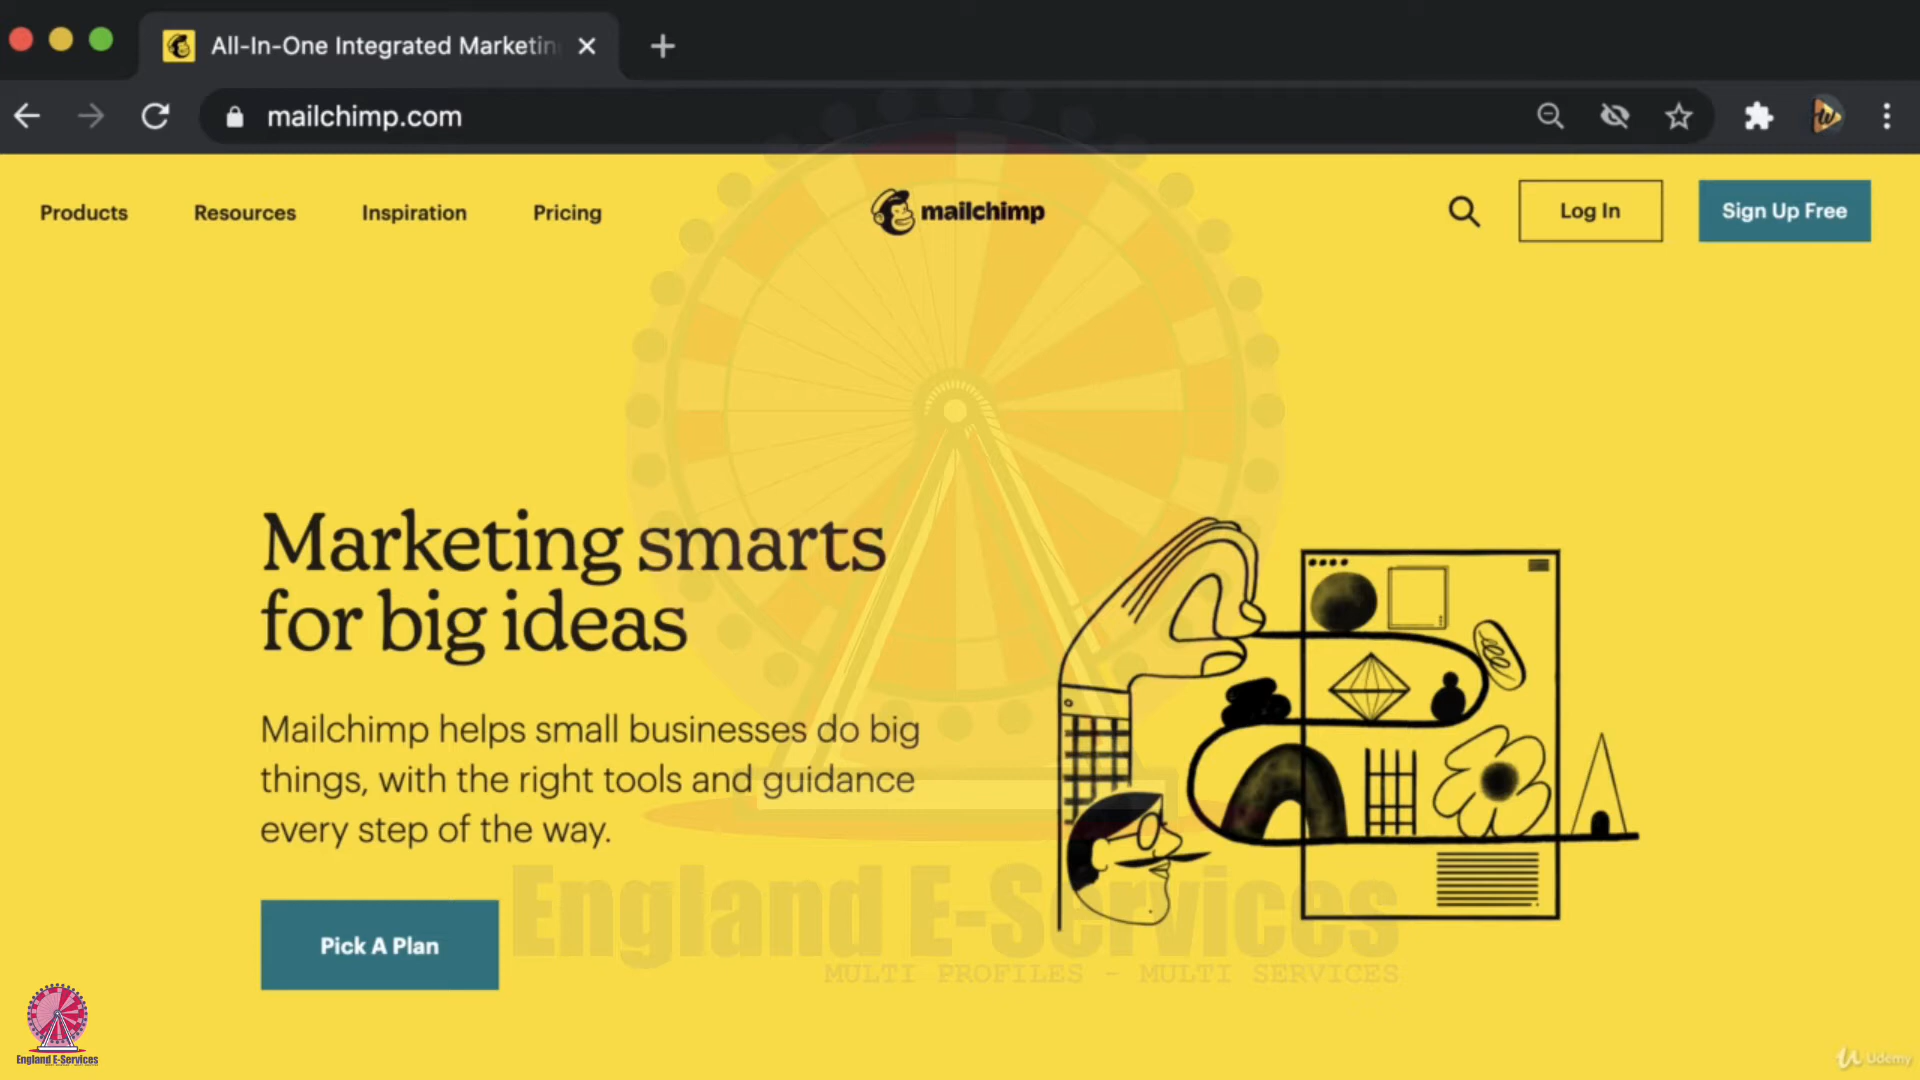 All-In-One Integrated Marketin
mailchimp.com
Products
Resources
Inspiration
Pricing
mailchimp
Log In
Sign Up Free
Marketing smarts
for big ideas
Mailchimp helps small businesses do big
things, with the right tools and guidance
every step of the way.
Pick A Plan
England E-Services
MULTI PROFILES - MULTI SERVICES
England E-Services
Udemy